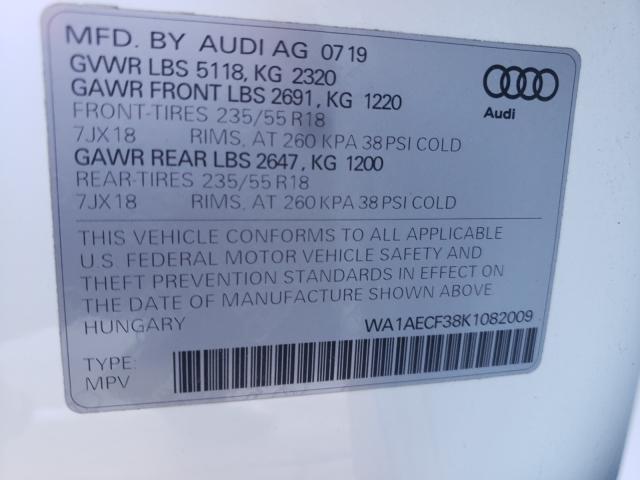 MFD. BY AUDI AG 07 19
GVWR LBS 5118, KG 2320
GAWR FRONT LBS 2691, KG 1220
FRONT-TIRES 235/55 R18
7JX18 RIMS, AT 260 KPA 38 PSI COLD
GAWR REAR LBS 2647, KG 1200
REAR-TIRES 235/55 R18
7JX18 RIMS, AT 260 KPA 38 PSI COLD
Audi
THIS VEHICLE CONFORMS TO ALL APPLICABLE
U.S. FEDERAL MOTOR VEHICLE SAFETY AND
THEFT PREVENTION STANDARDS IN EFFECT ON
THE DATE OF MANUFACTURE SHOWN ABOVE
HUNGARY WA1AECF38K1082009
TYPE:
MPV